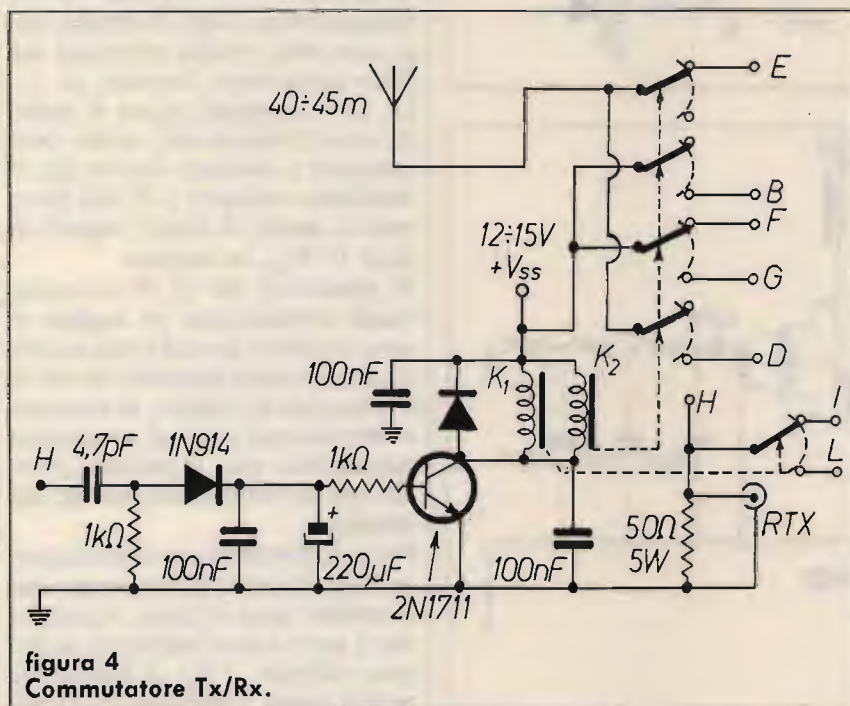 40÷45m
E
B
F
G
D
12÷15V
+Vss
100nF
K1
K2
H
I
L
H
4,7pF
1N914
1kΩ
1kΩ
100nF
220µF
+
2N1711
100nF
50Ω
5W
RTX
figura 4
Commutatore Tx/Rx.